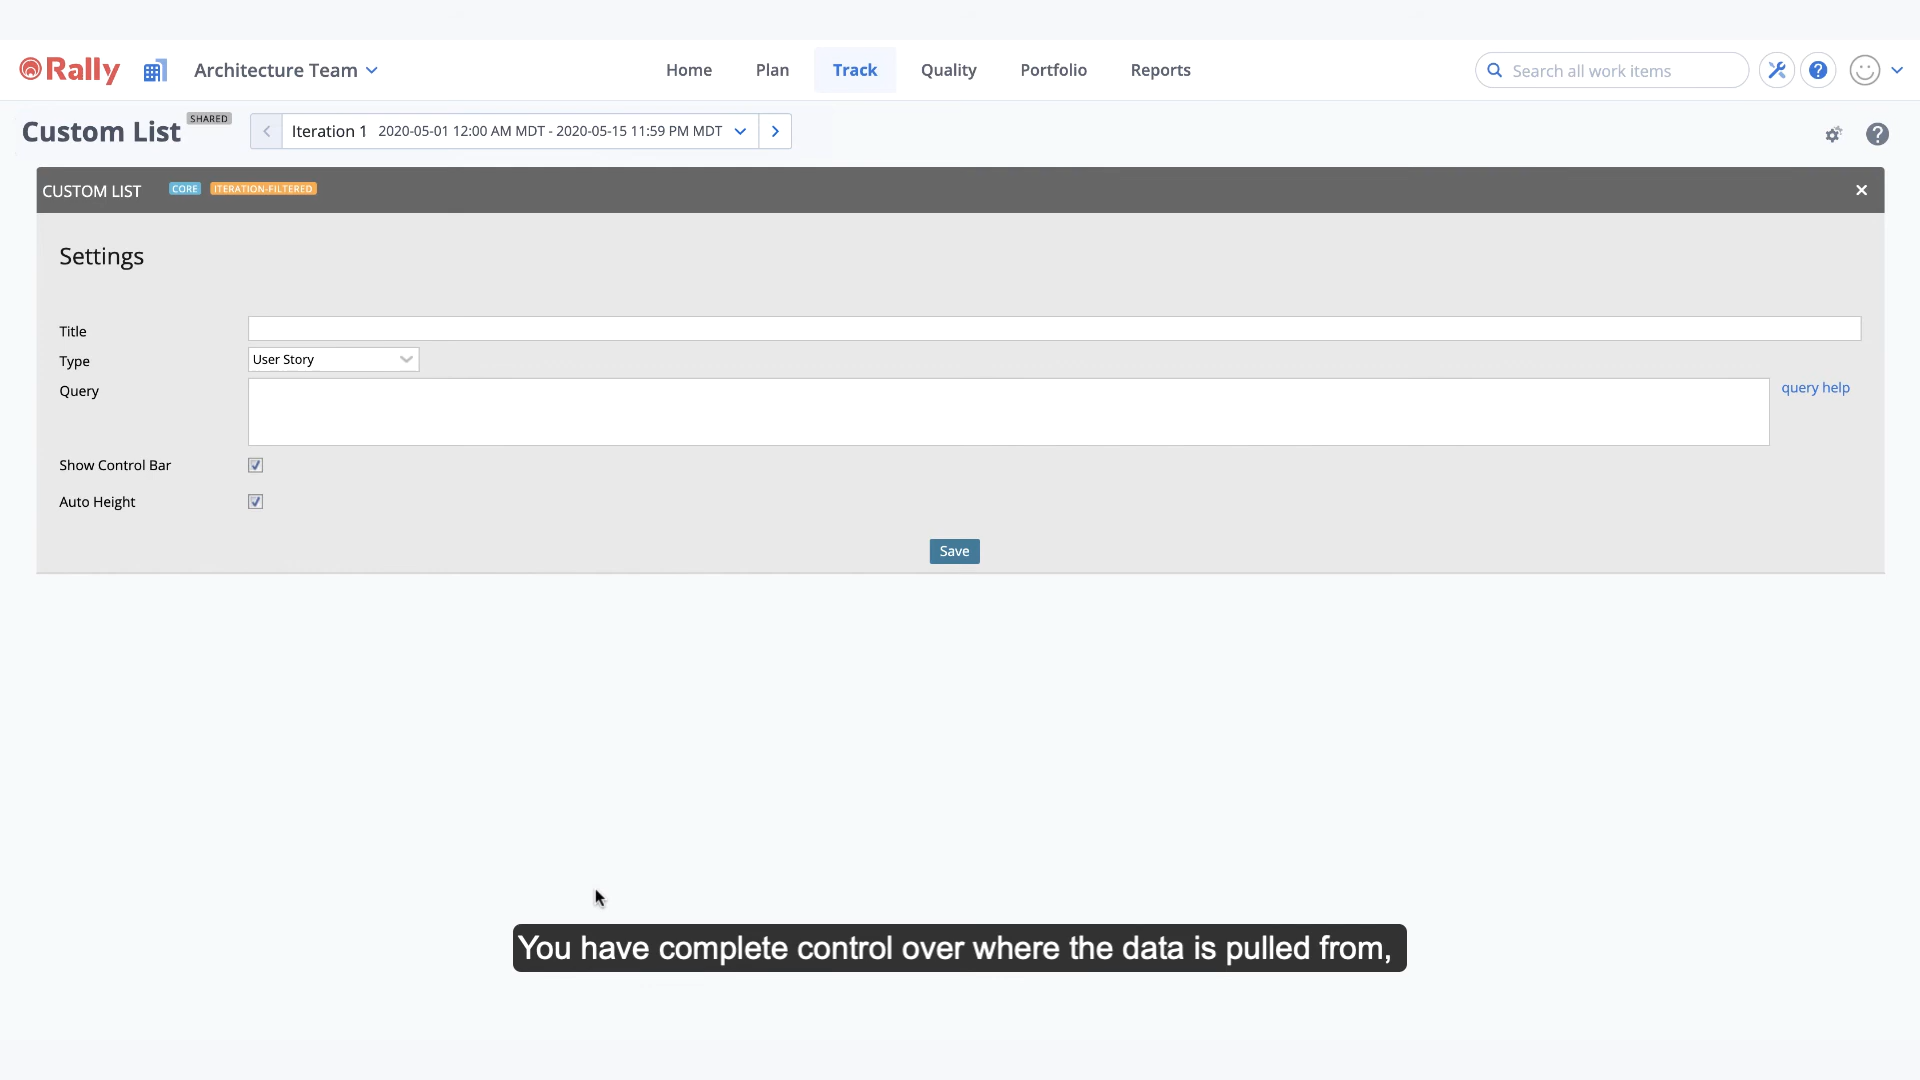 Rally
Architecture Team
Home
Plan
Track
Quality
Portfolio
Reports
Search all work items
Custom List
SHARED
Iteration 1 2020-05-01 12:00 AM MDT - 2020-05-15 11:59 PM MDT
CUSTOM LIST
CORE
ITERATION-FILTERED
Settings
Title
Type
User Story
Query
query help
Show Control Bar
Auto Height
Save
You have complete control over where the data is pulled from,